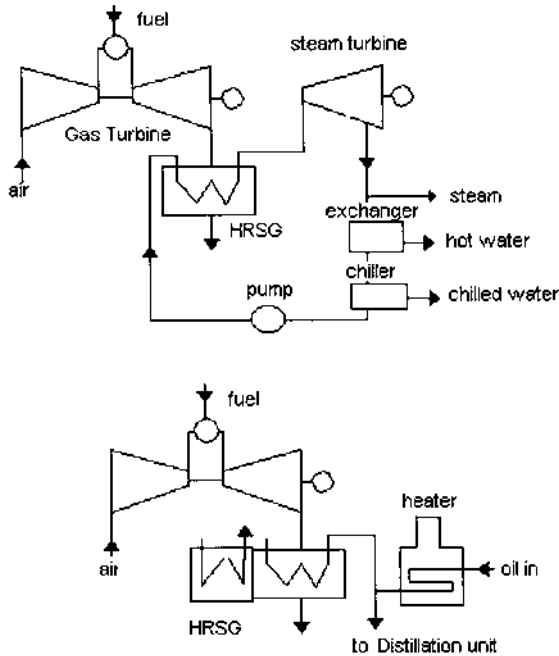 fuel
steam turbine
Gas Turbine
air
steam
exchanger
HRSG
hot water
chiller
pump
chilled water
fuel
heater
air
oil in
HRSG
to Distillation unit